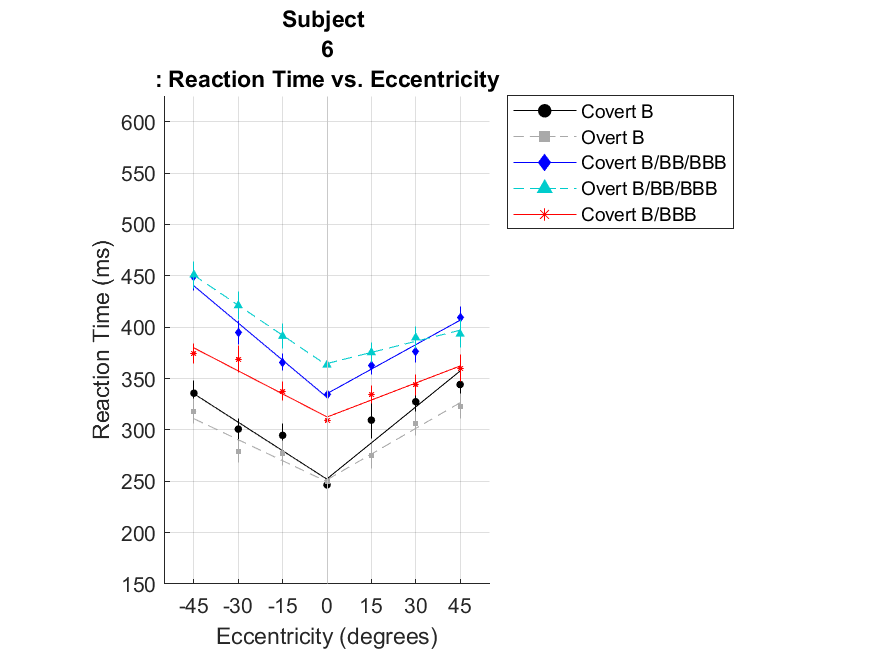 Subject
6
: Reaction Time vs. Eccentricity
Covert B
Overt B
Covert B/BB/BBB
Overt B/BB/BBB
Covert B/BBB
600
550
500
450
400
350
300
250
200
150
Reaction Time (ms)
-45 -30 -15 0 15 30 45
Eccentricity (degrees)